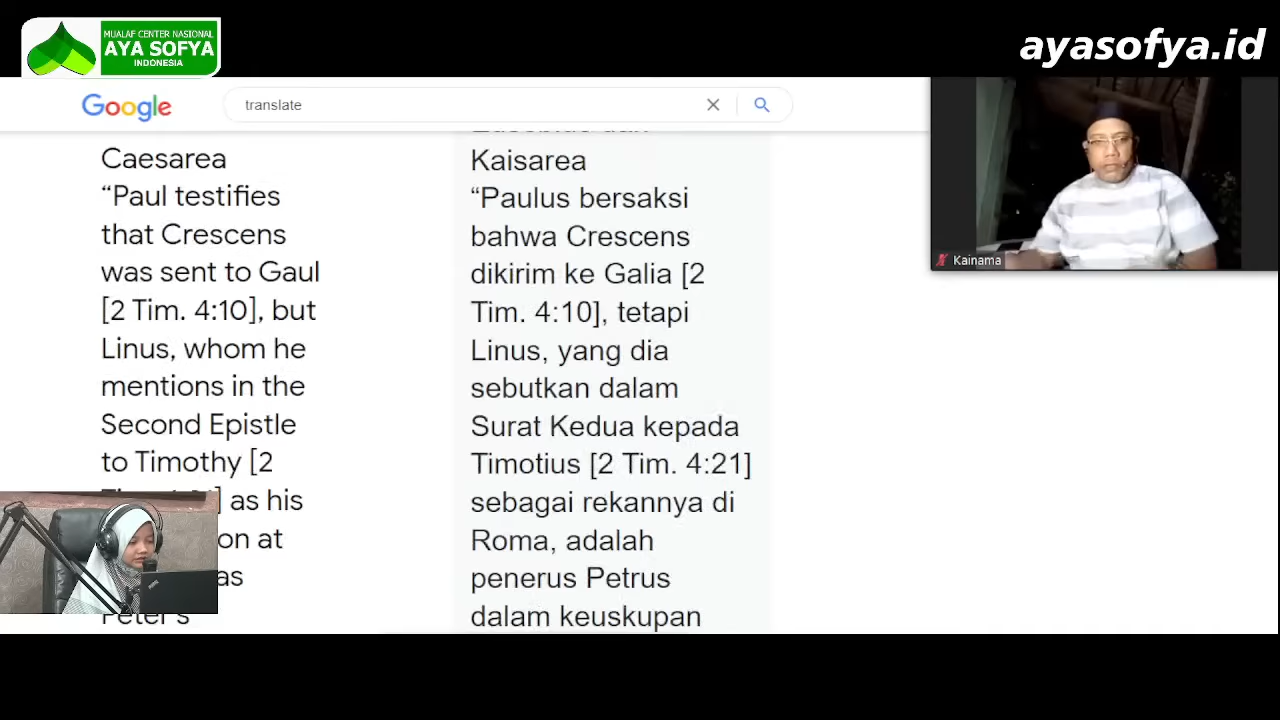 MUALAF CENTER NASIONAL
AYA SOFYA
INDONESIA
ayasofya.id
Google
translate
Caesarea
“Paul testifies
that Crescens
was sent to Gaul
[2 Tim. 4:10], but
Linus, whom he
mentions in the
Second Epistle
to Timothy [2
] as his
on at
as
Peter's
Kaisarea
“Paulus bersaksi
bahwa Crescens
dikirim ke Galia [2
Tim. 4:10], tetapi
Linus, yang dia
sebutkan dalam
Surat Kedua kepada
Timotius [2 Tim. 4:21]
sebagai rekannya di
Roma, adalah
penerus Petrus
dalam keuskupan
Kainama